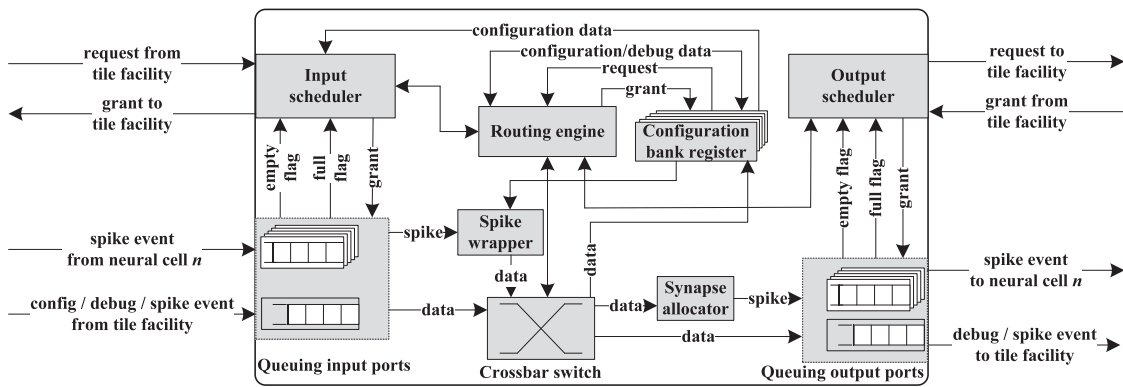 configuration data
configuration/debug data
request
grant
request from
tile facility
grant to
tile facility
Input
scheduler
Routing engine
Configuration
bank register
Output
scheduler
request to
tile facility
grant from
tile facility
empty
flag
full
flag
grant
empty flag
full flag
grant
spike event
from neural cell n
spike
Spike
wrapper
data
data
spike event
to neural cell n
config / debug / spike event
from tile facility
data
data
Synapse
allocator
spike
data
debug / spike event
to tile facility
Queuing input ports
Crossbar switch
Queuing output ports